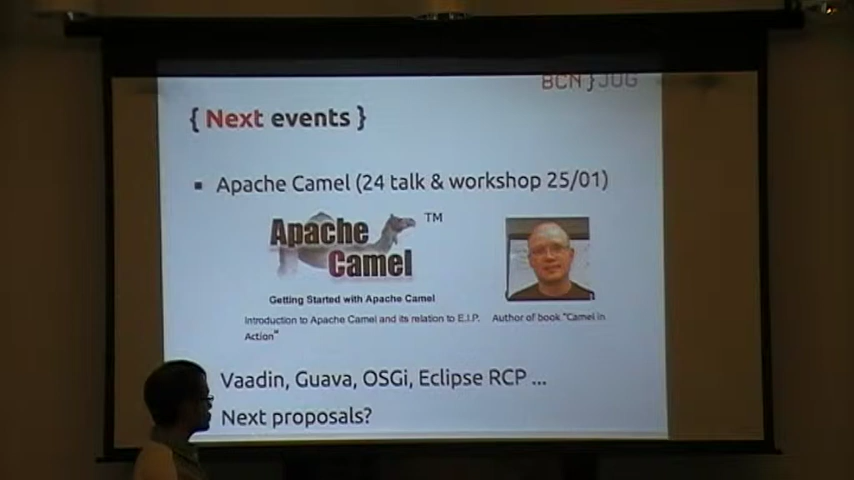 BCN}JUG
{ Next events }
▪ Apache Camel (24 talk & workshop 25/01)
Apache Camel TM
Getting Started with Apache Camel
Introduction to Apache Camel and its relation to E.I.P. Author of book "Camel in
Action"
Vaadin, Guava, OSGi, Eclipse RCP ...
Next proposals?